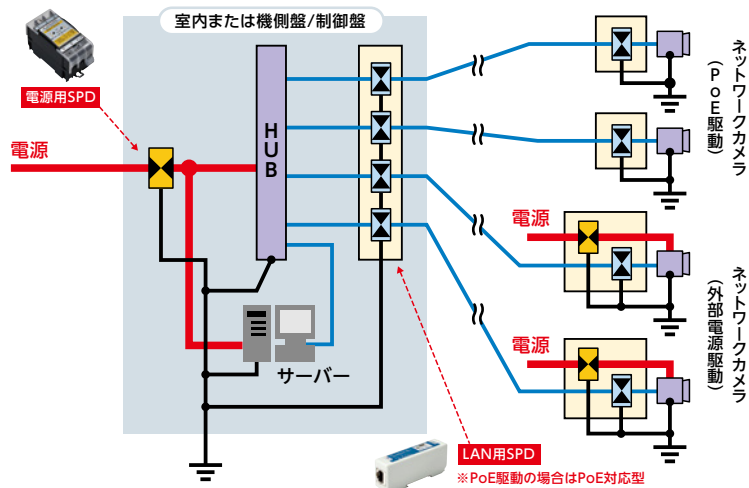 室内または機側盤/制御盤
電源用SPD
電源
HUB
サーバー
LAN用SPD
※PoE駆動の場合はPoE対応型
ネットワークカメラ
(PoE駆動)
電源
電源
ネットワークカメラ
(外部電源駆動)